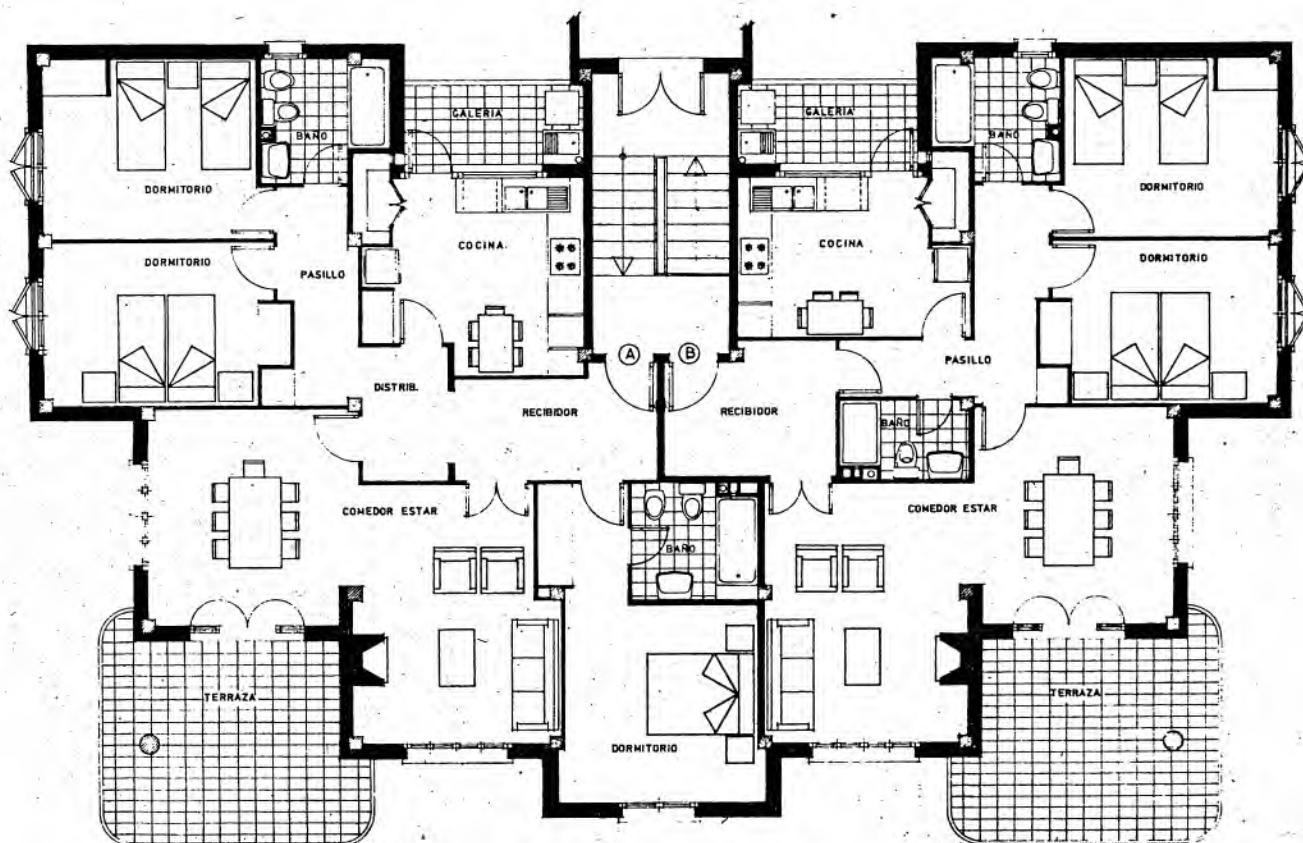 GALERIA
GALERIA
BAÑO
BAÑO
DORMITORIO
DORMITORIO
COCINA
COCINA
DORMITORIO
DORMITORIO
PASILLO
A
B
PASILLO
DISTRIB.
RECIBIDOR
RECIBIDOR
BAÑO
COMEDOR ESTAR
COMEDOR ESTAR
BAÑO
TERRAZA
TERRAZA
DORMITORIO